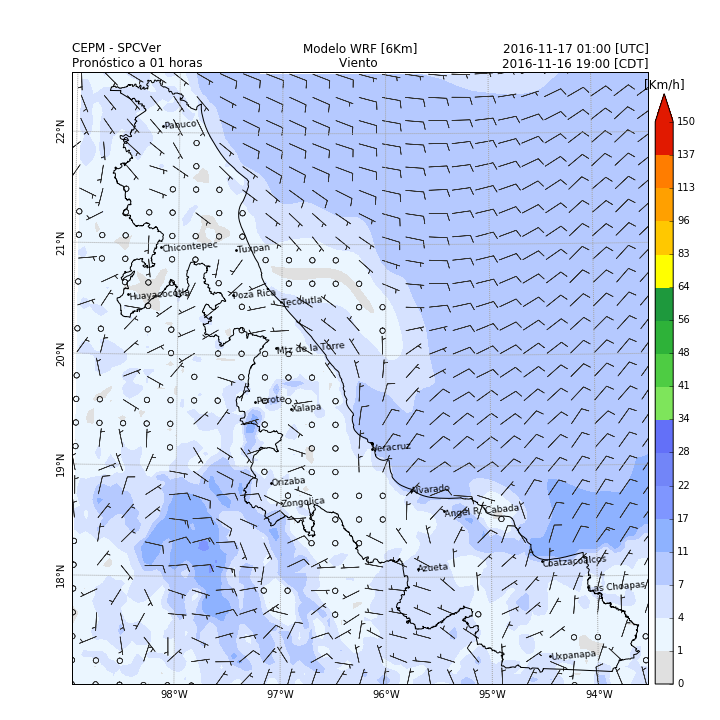 CEPM - SPCVer
Modelo WRF [6Km]
2016-11-17 01:00 [UTC]
Pronóstico a 01 horas
Viento
2016-11-16 19:00 [CDT]
[Km/h]
150
137
113
96
83
64
56
48
41
34
28
22
17
11
7
4
1
0
22°N
21°N
20°N
19°N
18°N
Panuco
Chicontepec
Tuxpan
Huayacocotla
Poza Rica
Tecolutla
Mtz de la Torre
Perote
Xalapa
Veracruz
Orizaba
Zongolica
Alvarado
Angel R. Cabada
Azueta
Coatzacoalcos
Las Choapas
Uxpanapa
98°W
97°W
96°W
95°W
94°W